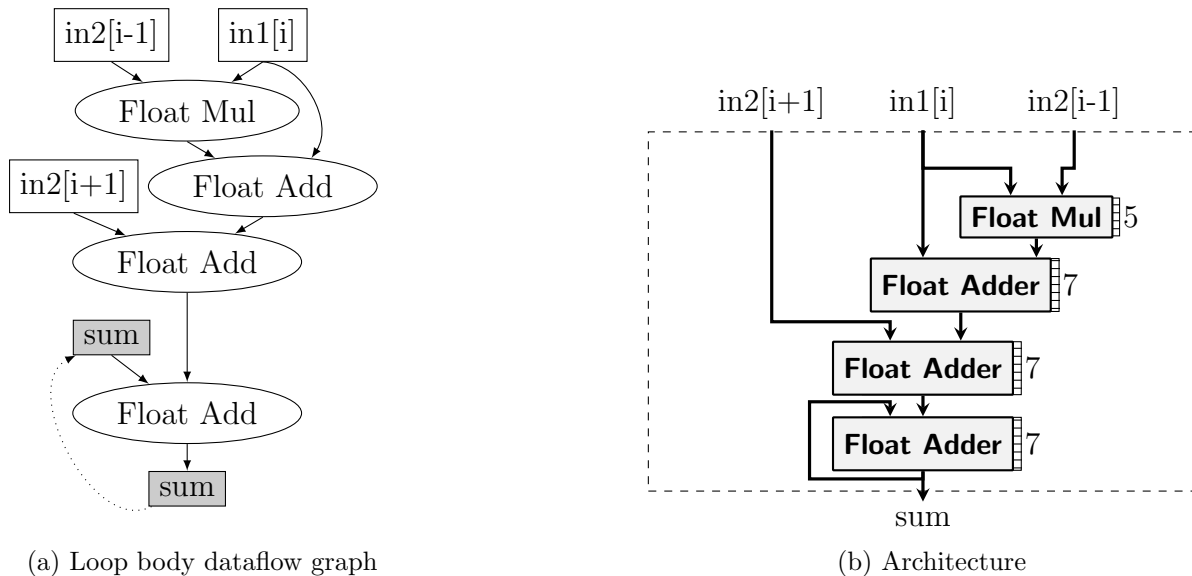 in2[i-1]
in1[i]
Float Mul
Float Add
in2[i+1]
Float Add
sum
Float Add
sum
(a) Loop body dataflow graph
in2[i+1]
in1[i]
in2[i-1]
Float Mul
5
Float Adder
7
Float Adder
7
Float Adder
7
sum
(b) Architecture